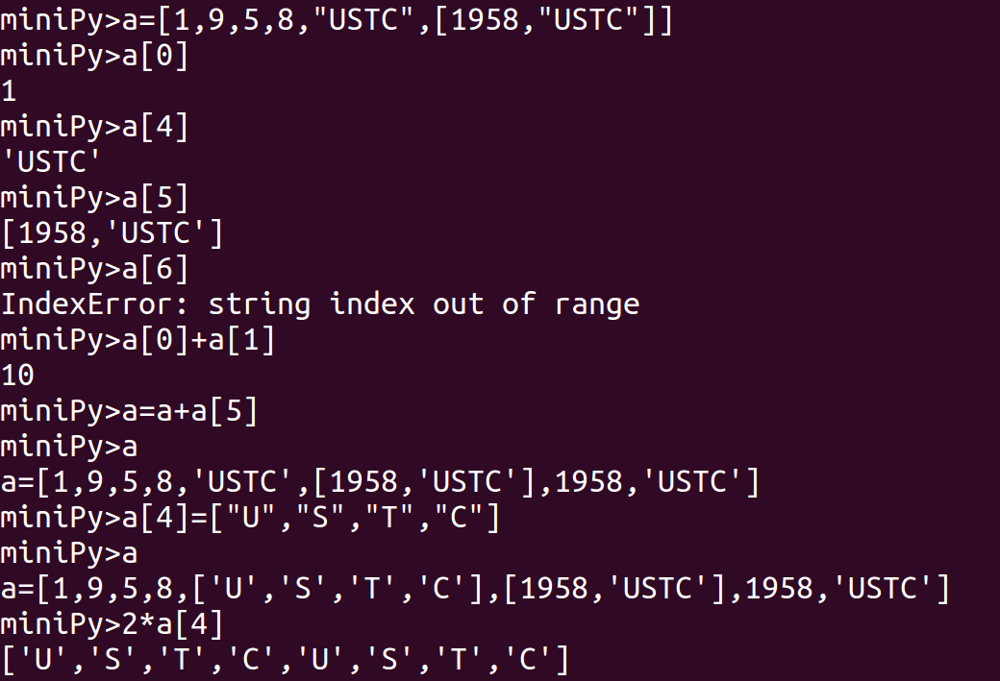 miniPy>a=[1,9,5,8,"USTC",[1958,"USTC"]]
miniPy>a[0]
1
miniPy>a[4]
'USTC'
miniPy>a[5]
[1958,'USTC']
miniPy>a[6]
IndexError: string index out of range
miniPy>a[0]+a[1]
10
miniPy>a=a+a[5]
miniPy>a
a=[1,9,5,8,'USTC',[1958,'USTC'],1958,'USTC']
miniPy>a[4]=["U","S","T","C"]
miniPy>a
a=[1,9,5,8,['U','S','T','C'],[1958,'USTC'],1958,'USTC']
miniPy>2*a[4]
['U','S','T','C','U','S','T','C']